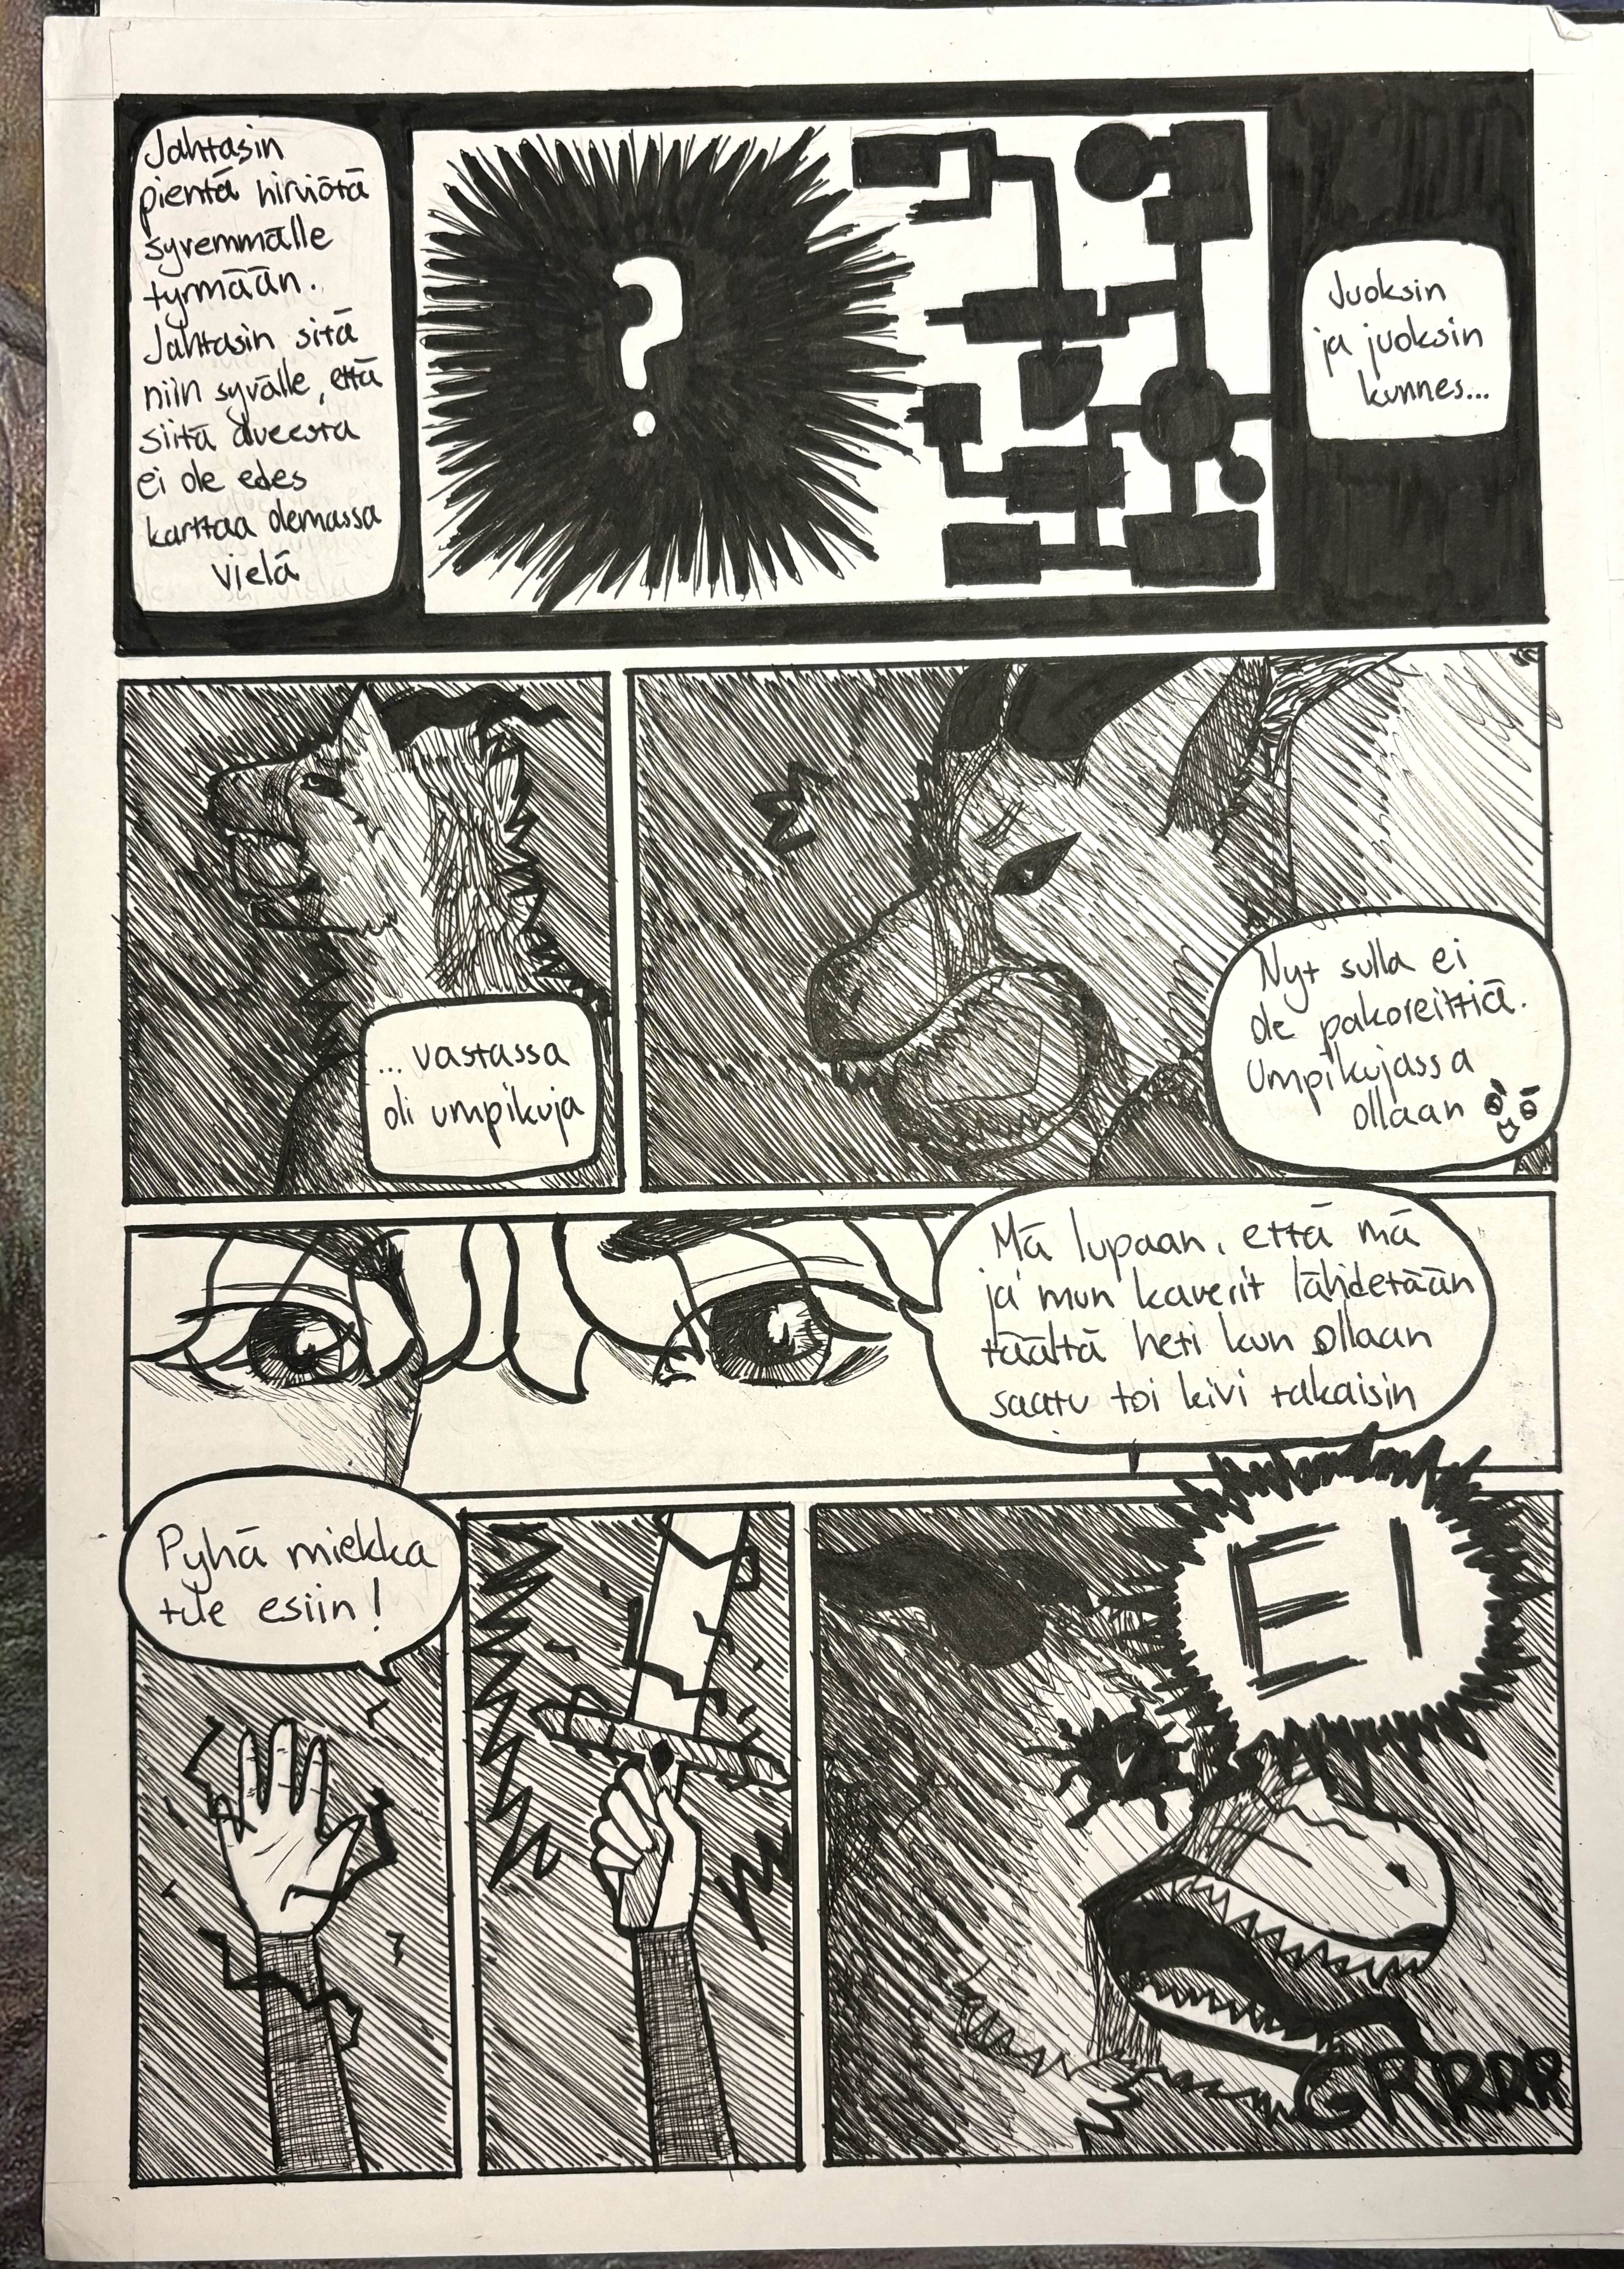 Jahtasin
pientä hirviötä
syvemmälle
tyrmään.
Jahtasin sitä
niin syvälle, että
siitä alueesta
ei ole edes
karttaa olemassa
vielä
?
Juoksin
ja juoksin
kunnes...
... vastassa
oli umpikuja
Nyt sulla ei
ole pakoreittiä.
Umpikujassa
ollaan
Mä lupaan, että mä
ja mun kaverit lähdetään
täältä heti kun ollaan
saatu toi kivi takaisin
Pyhä miekka
tule esiin!
EI
GRRRRR